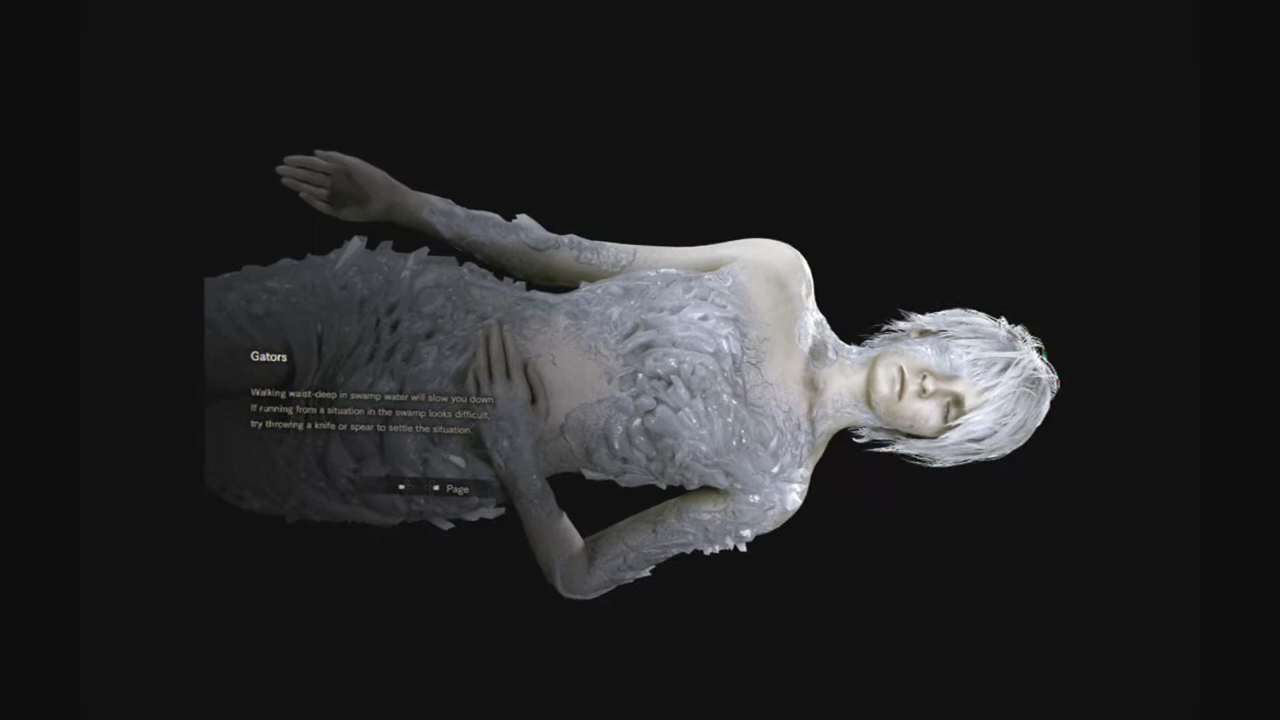 Gators
Walking waist-deep in swamp water will slow you down.
If running from a situation in the swamp looks difficult,
try throwing a knife or spear to settle the situation.
Page